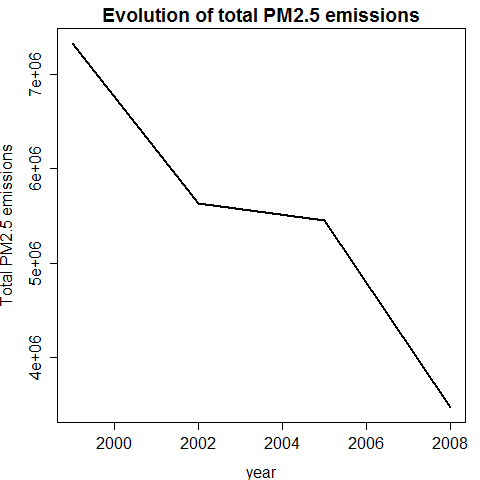 Evolution of total PM2.5 emissions
Total PM2.5 emissions
7e+06
6e+06
5e+06
4e+06
2000 2002 2004 2006 2008
year